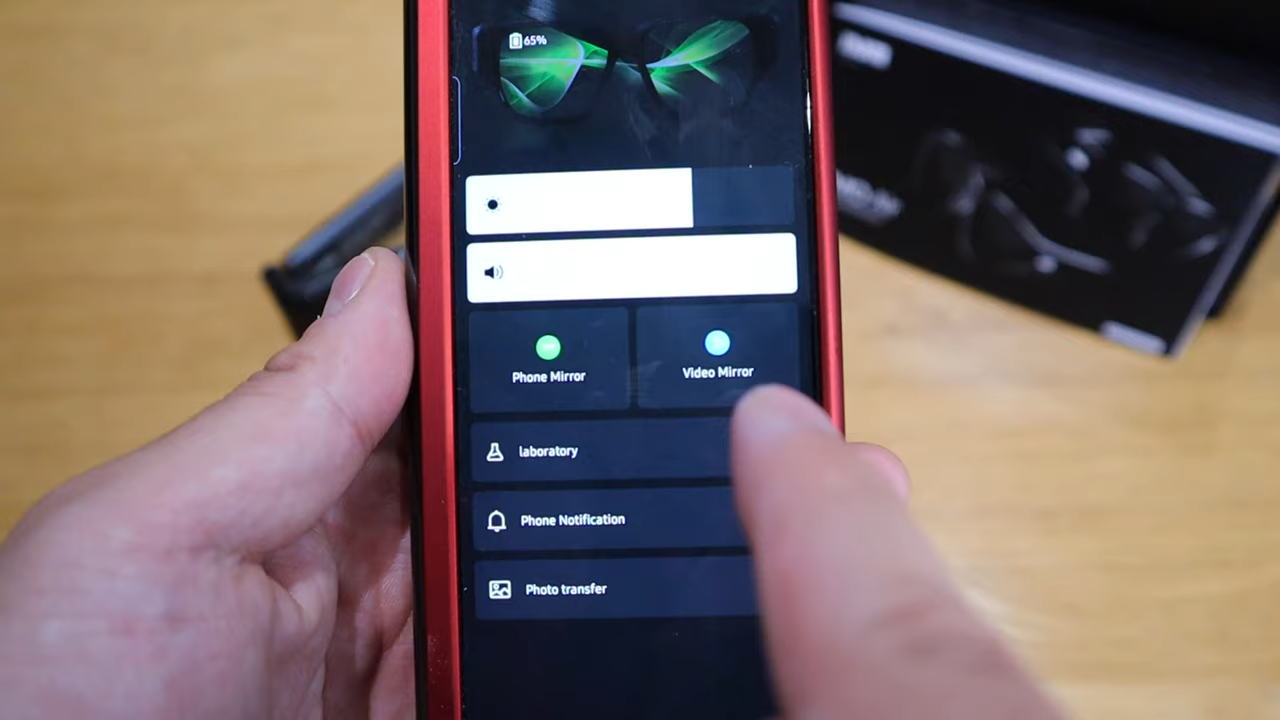 65%
Phone Mirror
Video Mirror
laboratory
Phone Notification
Photo transfer